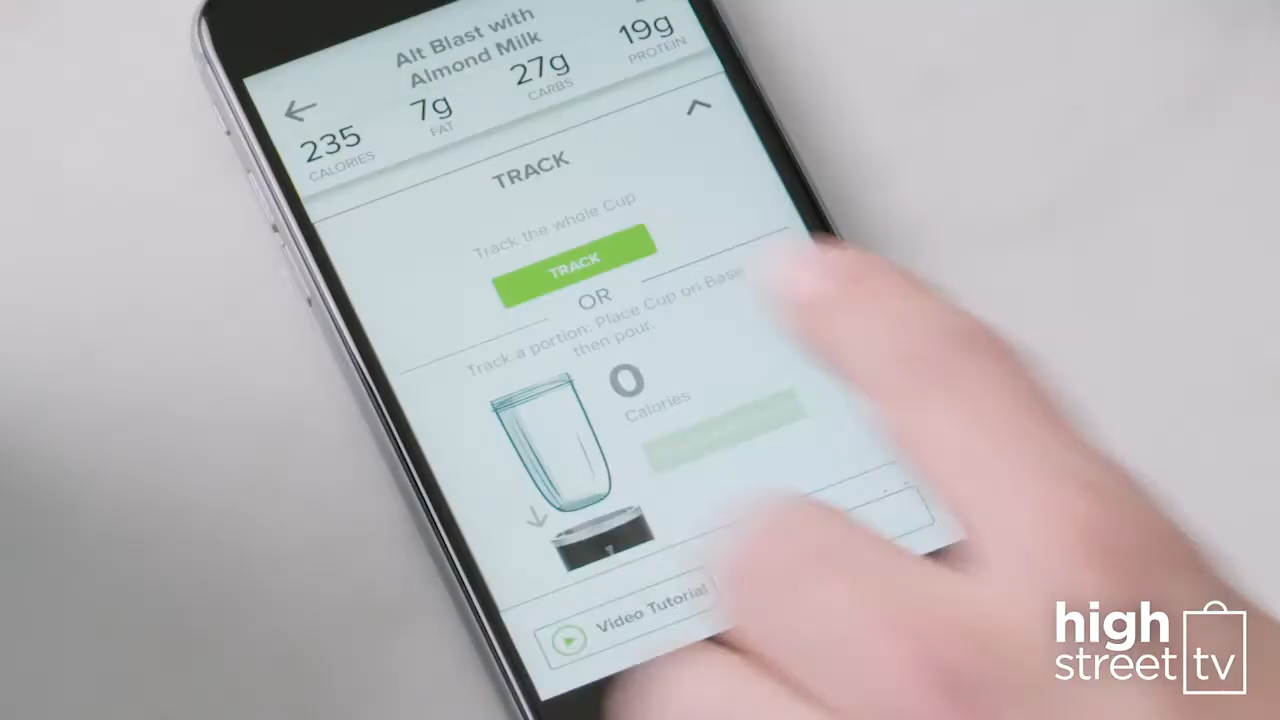 Alt Blast with
Almond Milk
235
CALORIES
7g
FAT
27g
CARBS
19g
PROTEIN
TRACK
Track the whole Cup
TRACK
OR
Track a portion: Place Cup on Base
then pour.
0
Calories
Video Tutorial
high
street tv